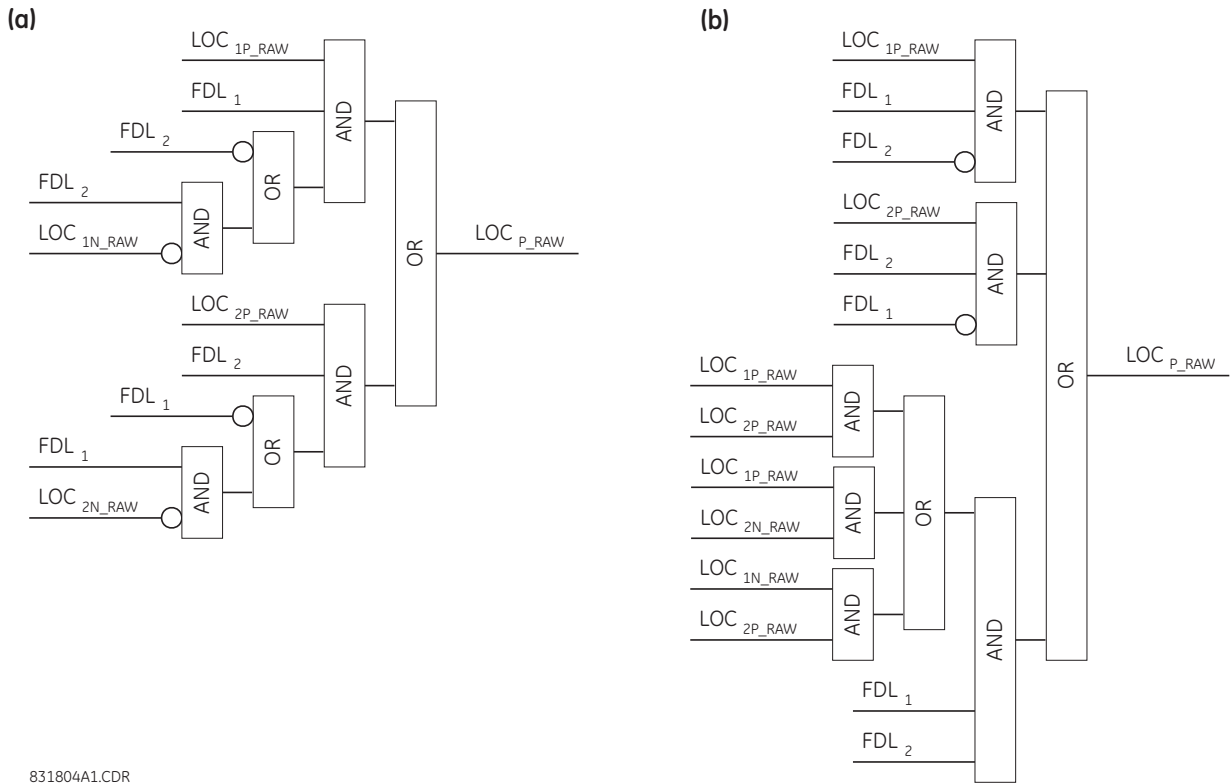 (a)
LOC 1P_RAW
FDL 1
FDL 2
FDL 2
LOC 1N_RAW
AND
OR
AND
LOC 2P_RAW
FDL 2
FDL 1
FDL 1
LOC 2N_RAW
AND
OR
AND
OR
LOC P_RAW
(b)
LOC 1P_RAW
FDL 1
FDL 2
AND
LOC 2P_RAW
FDL 2
FDL 1
AND
LOC 1P_RAW
LOC 2P_RAW
AND
LOC 1P_RAW
LOC 2N_RAW
AND
LOC 1N_RAW
LOC 2P_RAW
AND
OR
FDL 1
FDL 2
AND
OR
LOC P_RAW
831804A1.CDR